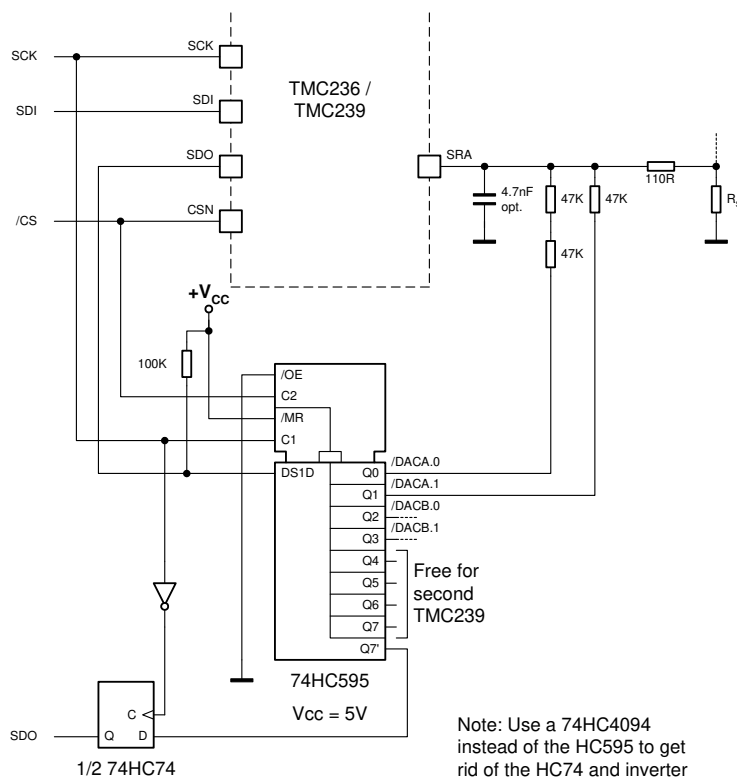 SCK
SCK
TMC236 /
TMC239
SDI
SDI
SDO
SRA
110R
4.7nF
opt.
47K
47K
R
/CS
CSN
47K
+VCC
100K
/OE
C2
/MR
C1
DS1D
Q0
/DACA.0
Q1
/DACA.1
Q2
/DACB.0
Q3
/DACB.1
Q4
Q5
Q6
Q7
Free for
second
TMC239
Q7'
74HC595
Vcc = 5V
C
SDO
Q
D
1/2 74HC74
Note: Use a 74HC4094
instead of the HC595 to get
rid of the HC74 and inverter